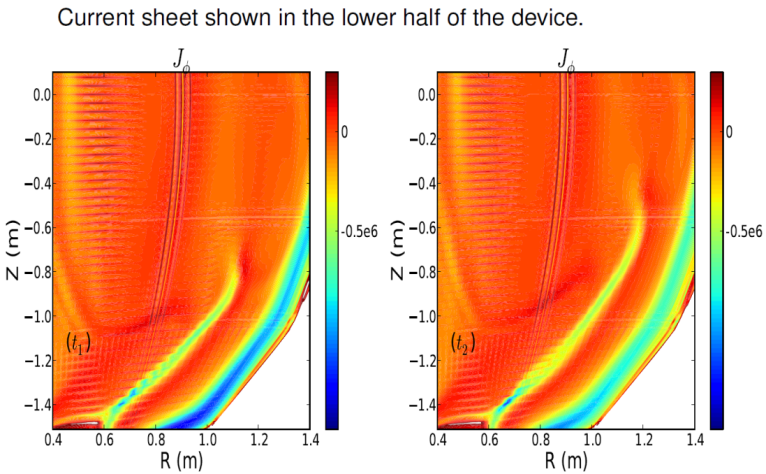 Current sheet shown in the lower half of the device.
J_ϕ
0.0
−0.2
−0.4
−0.6
−0.8
−1.0
−1.2
−1.4
Z (m)
(t_1)
0.4 0.6 0.8 1.0 1.2 1.4
R (m)
0
-0.5e6
J_ϕ
0.0
−0.2
−0.4
−0.6
−0.8
−1.0
−1.2
−1.4
Z (m)
(t_2)
0.4 0.6 0.8 1.0 1.2 1.4
R (m)
0
-0.5e6